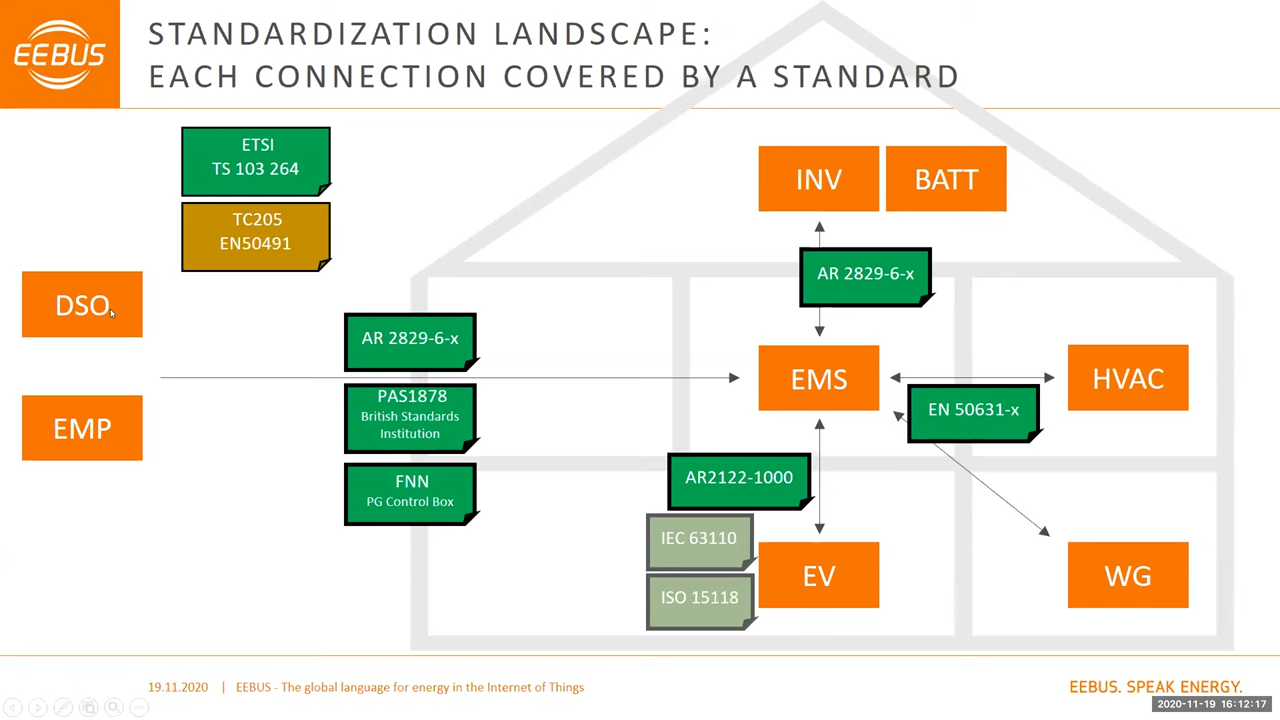 EEBUS
STANDARDIZATION LANDSCAPE:
EACH CONNECTION COVERED BY A STANDARD
ETSI
TS 103 264
TC205
EN50491
INV
BATT
AR 2829-6-x
DSO
AR 2829-6-x
EMS
HVAC
PAS1878
British Standards
Institution
EN 50631-x
EMP
FNN
PG Control Box
AR2122-1000
IEC 63110
ISO 15118
EV
WG
19.11.2020 | EEBUS - The global language for energy in the Internet of Things
EEBUS. SPEAK ENERGY.
2020-11-19 16:12:17